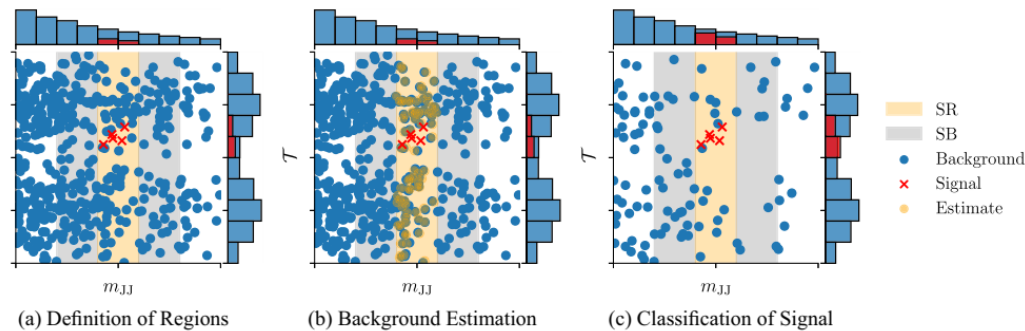 𝒯
𝒯
SR
SB
Background
Signal
Estimate
m_JJ
m_JJ
m_JJ
(a) Definition of Regions
(b) Background Estimation
(c) Classification of Signal